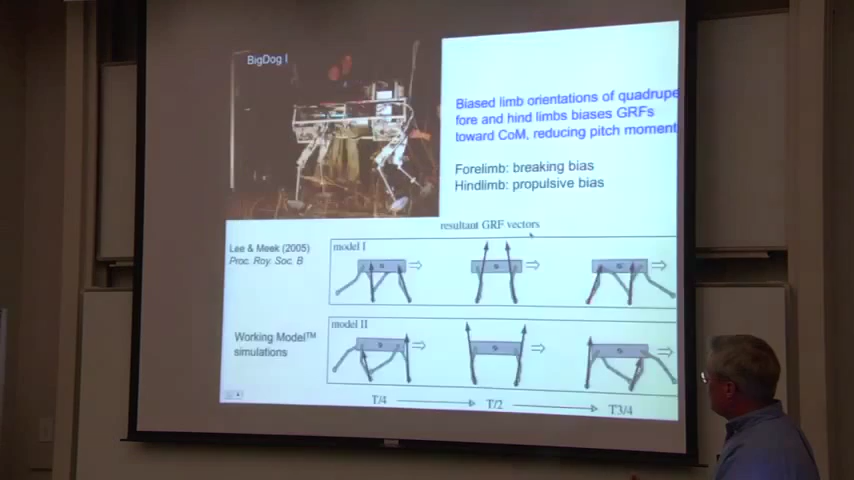 BigDog I
Biased limb orientations of quadrupe
fore and hind limbs biases GRFs
toward CoM, reducing pitch moment
Forelimb: breaking bias
Hindlimb: propulsive bias
resultant GRF vectors
Lee & Meek (2005)
Proc. Roy. Soc. B
model I
Working Model™
simulations
model II
T/4
T/2
T3/4